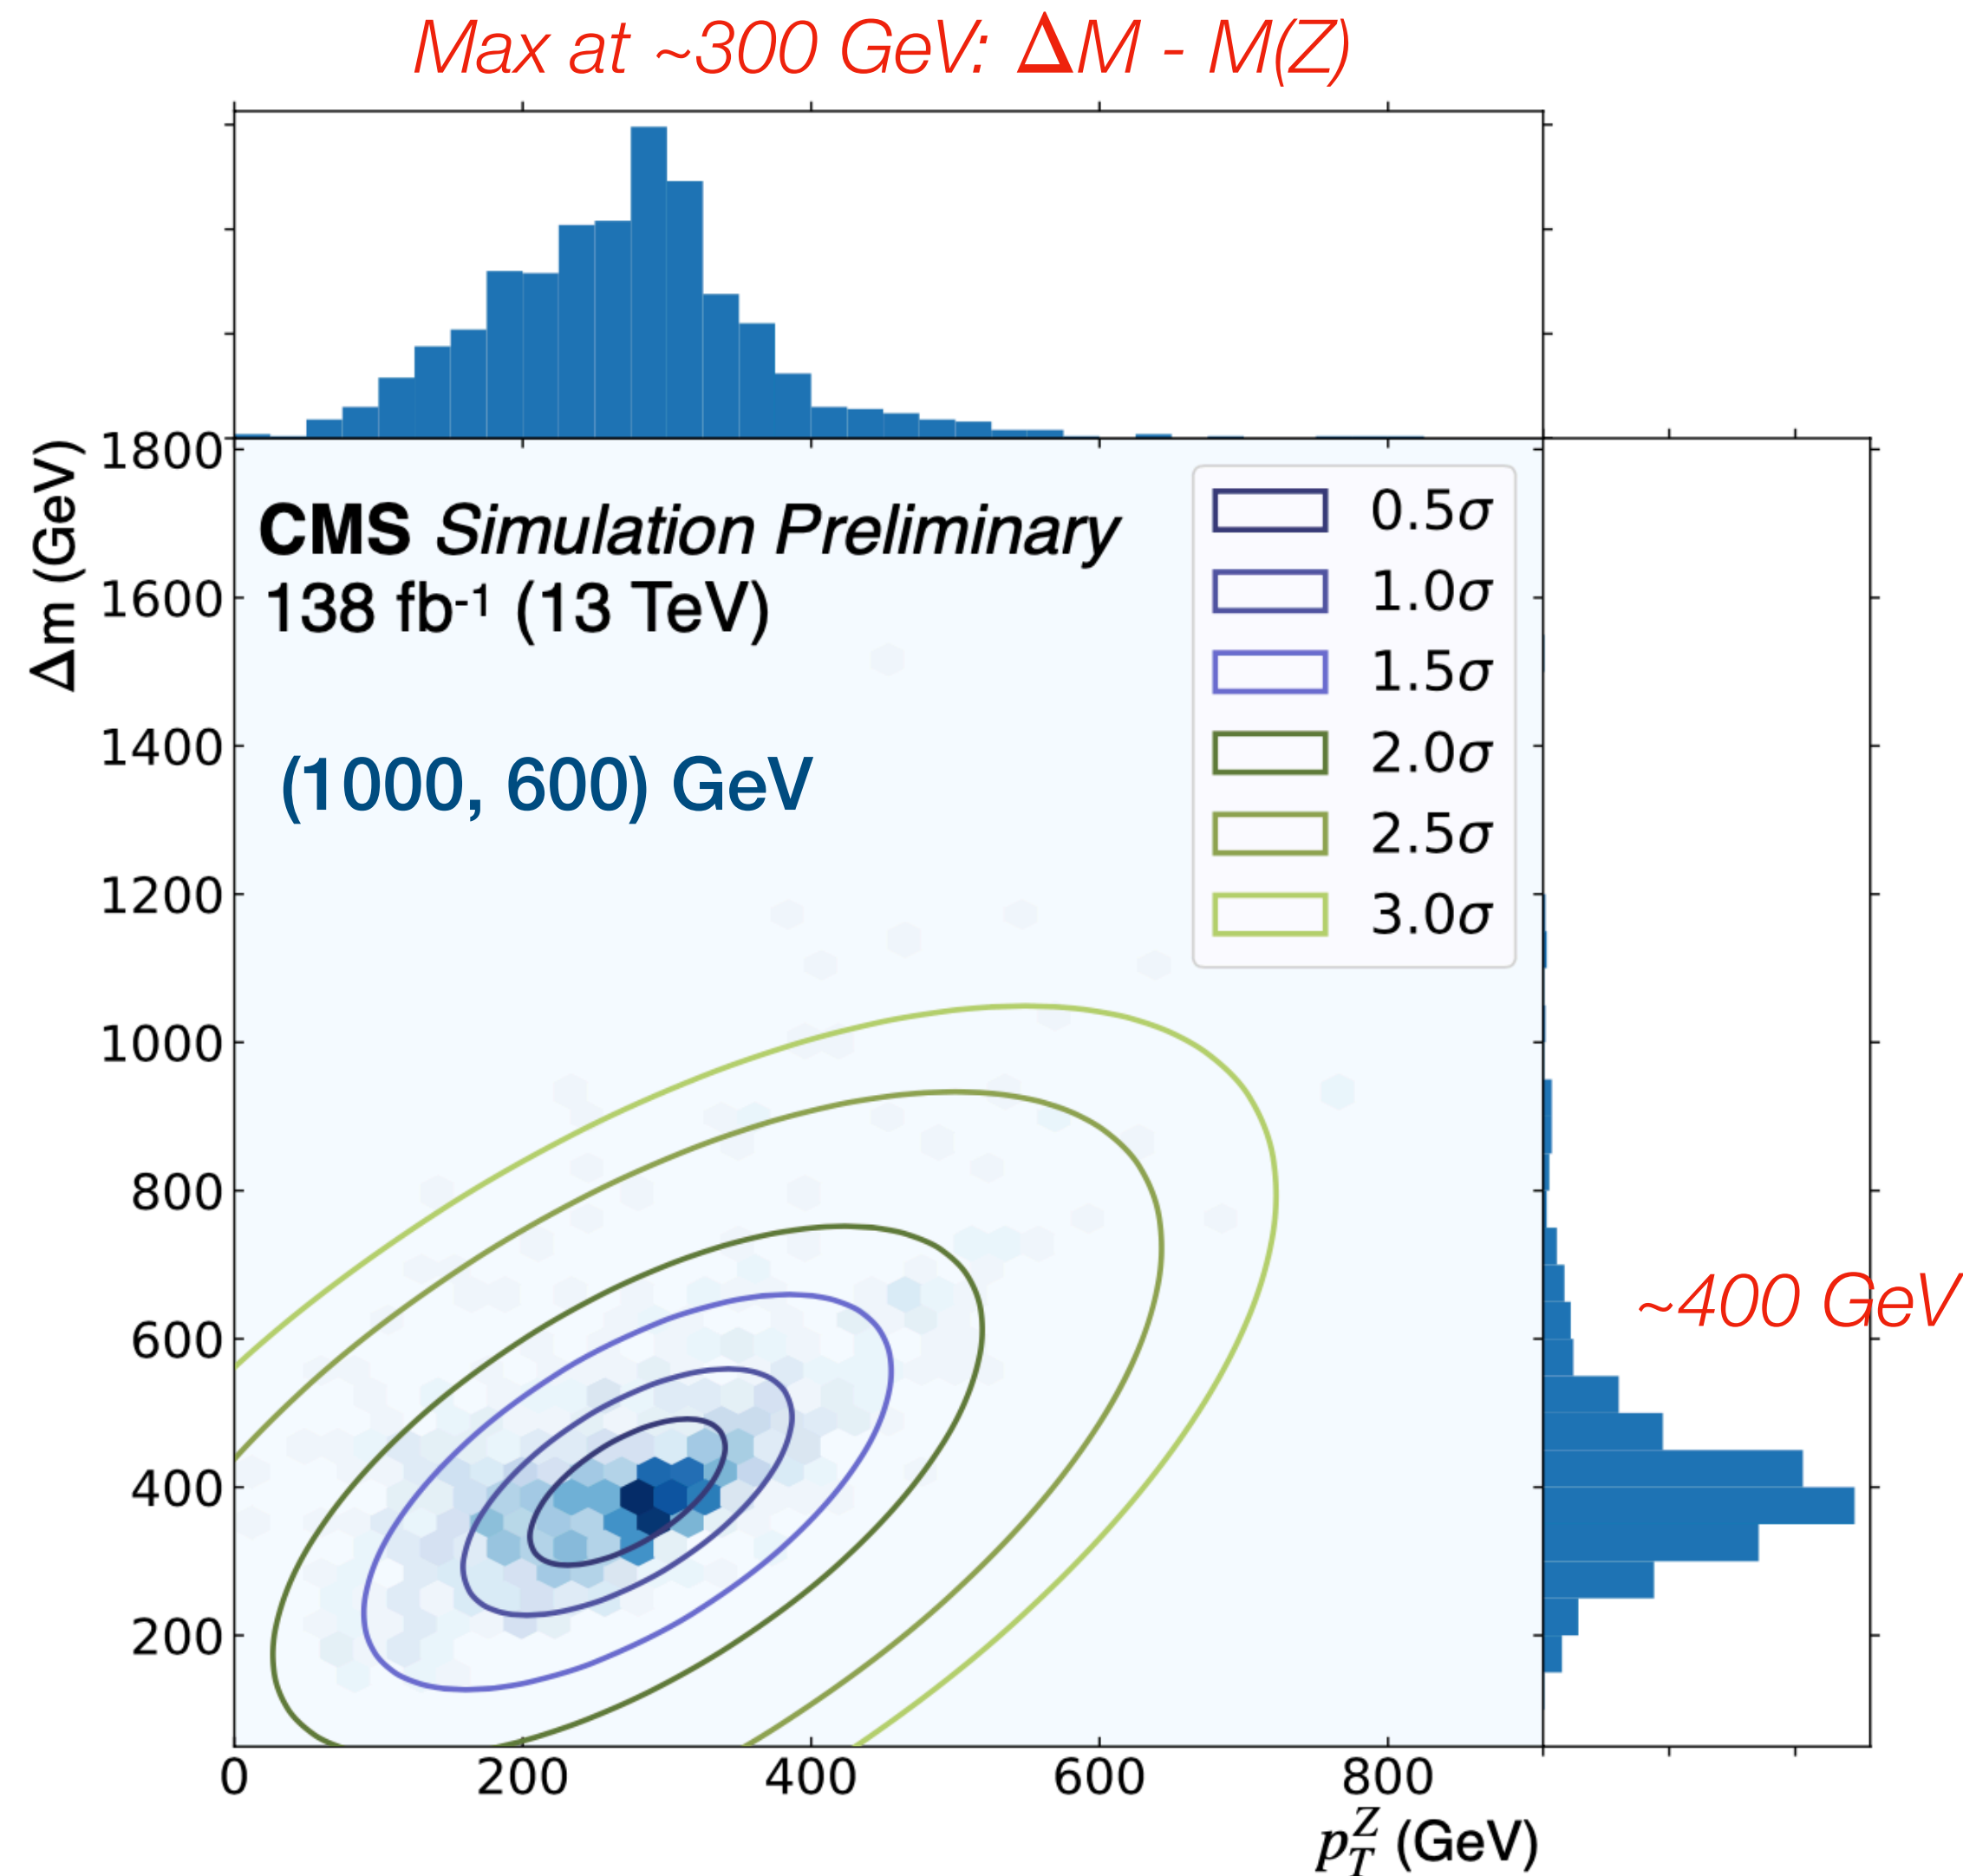 Max at ~300 GeV: ΔM - M(Z)
Δm (GeV)
1800
1600
1400
1200
1000
800
600
400
200
CMS Simulation Preliminary
138 fb⁻¹ (13 TeV)
(1000, 600) GeV
0.5σ
1.0σ
1.5σ
2.0σ
2.5σ
3.0σ
~400 GeV
0 200 400 600 800
p_T^Z (GeV)